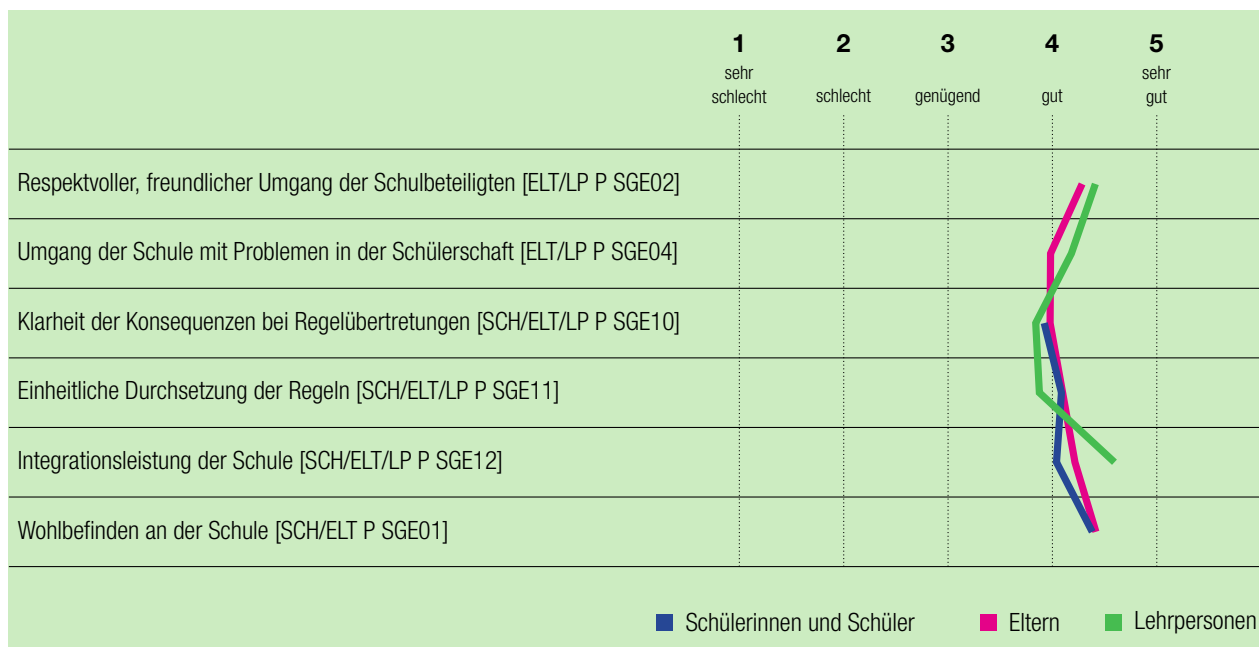 1 2 3 4 5
sehr schlecht schlecht genügend gut sehr gut
Respektvoller, freundlicher Umgang der Schulbeteiligten [ELT/LP P SGE02]
Umgang der Schule mit Problemen in der Schülerschaft [ELT/LP P SGE04]
Klarheit der Konsequenzen bei Regelübertretungen [SCH/ELT/LP P SGE10]
Einheitliche Durchsetzung der Regeln [SCH/ELT/LP P SGE11]
Integrationsleistung der Schule [SCH/ELT/LP P SGE12]
Wohlbefinden an der Schule [SCH/ELT P SGE01]
Schülerinnen und Schüler Eltern Lehrpersonen